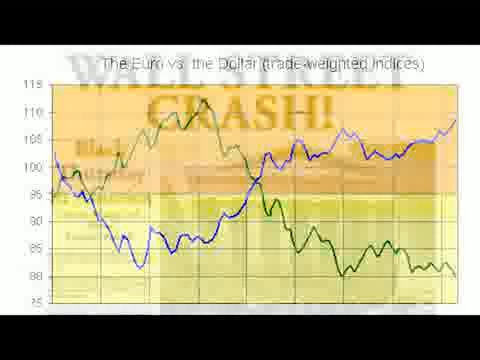 The Euro vs. the Dollar (trade-weighted indices)
WALL STREET
CRASH!
Black
115
110
105
100
95
90
85
80
75